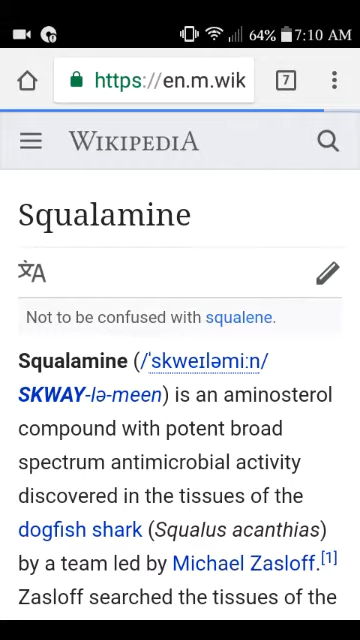 64% 7:10 AM
https://en.m.wik 7
WIKIPEDIA
Squalamine
文A
Not to be confused with squalene.
Squalamine (/ˈskweɪləmiːn/
SKWAY-lə-meen) is an aminosterol
compound with potent broad
spectrum antimicrobial activity
discovered in the tissues of the
dogfish shark (Squalus acanthias)
by a team led by Michael Zasloff.[1]
Zasloff searched the tissues of the